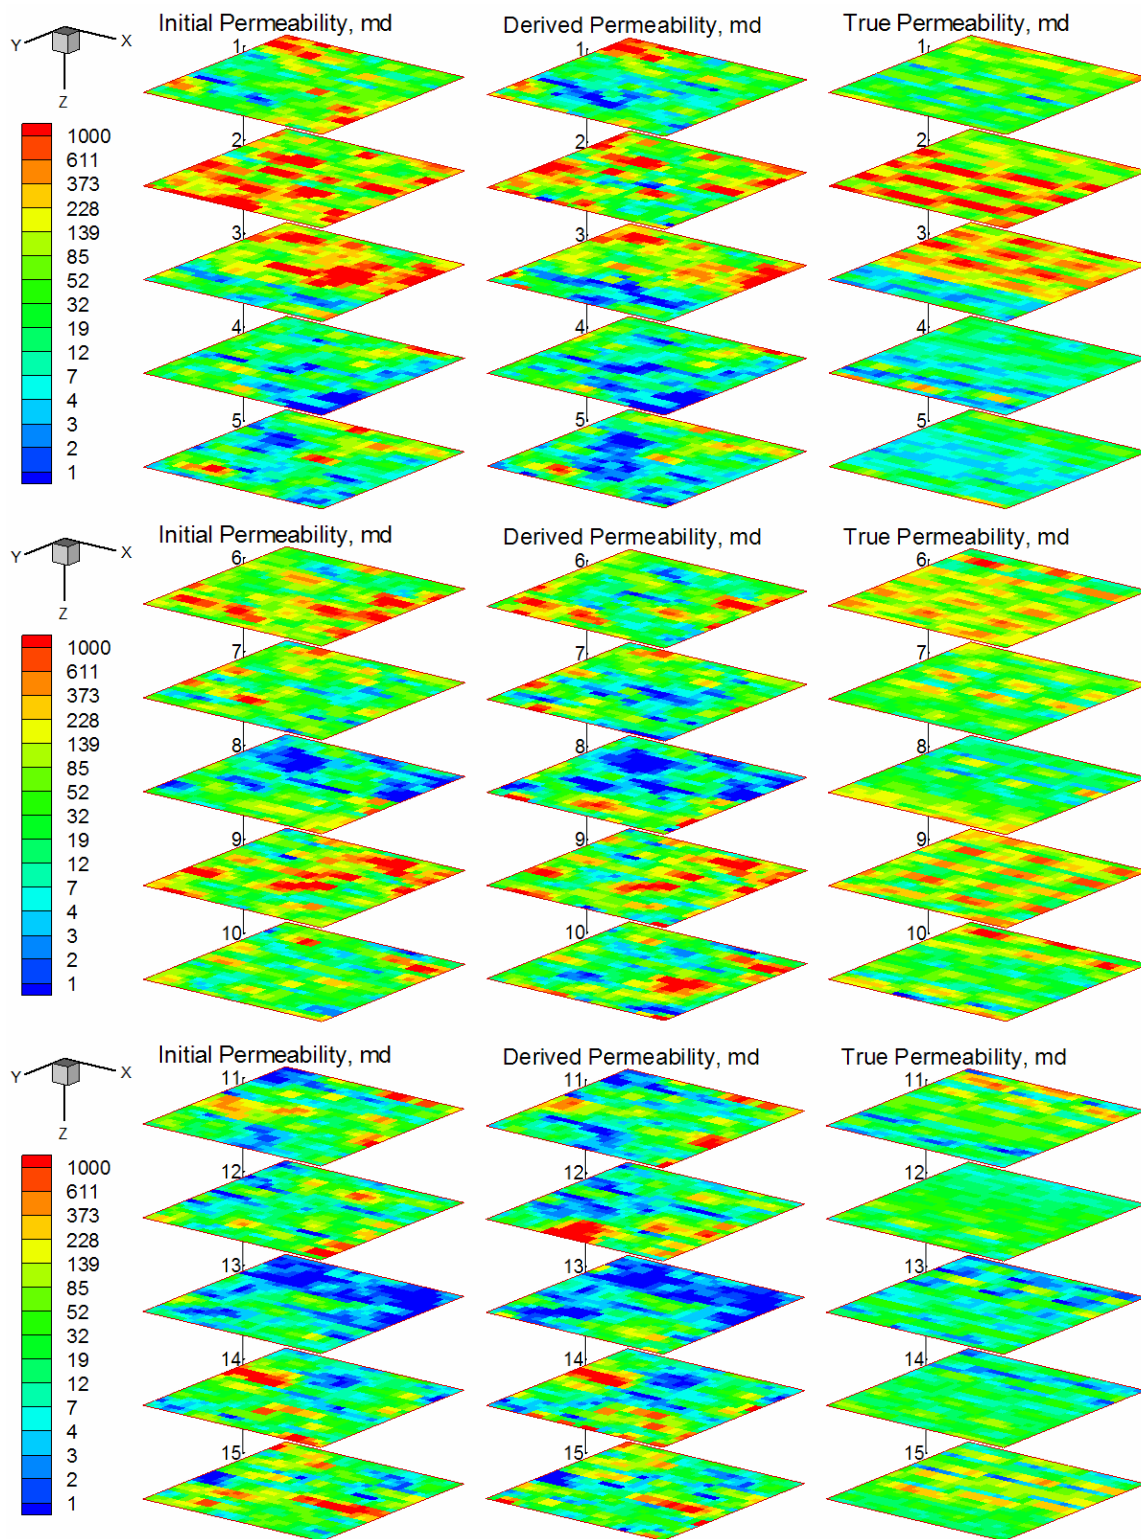 Initial Permeability, md Derived Permeability, md True Permeability, md
Y X Z
1 1 1
2 2 2
3 3 3
4 4 4
5 5 5
1000
611
373
228
139
85
52
32
19
12
7
4
3
2
1
Initial Permeability, md Derived Permeability, md True Permeability, md
Y X Z
6 6 6
7 7 7
8 8 8
9 9 9
10 10 10
1000
611
373
228
139
85
52
32
19
12
7
4
3
2
1
Initial Permeability, md Derived Permeability, md True Permeability, md
Y X Z
11 11 11
12 12 12
13 13 13
14 14 14
15 15 15
1000
611
373
228
139
85
52
32
19
12
7
4
3
2
1